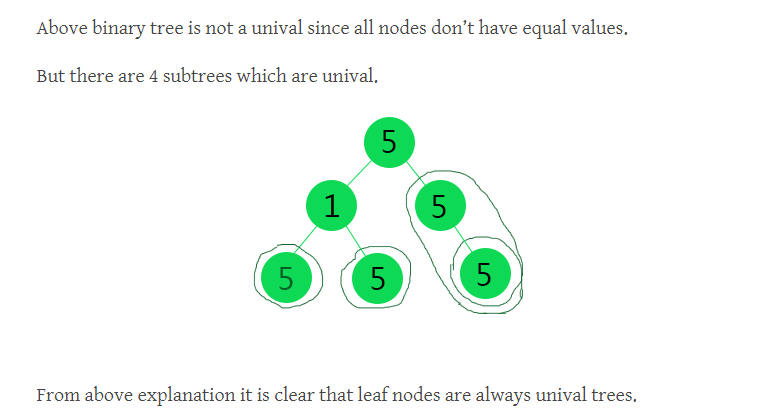 Above binary tree is not a unival since all nodes don’t have equal values.
But there are 4 subtrees which are unival.
5
1 5
5 5 5
From above explanation it is clear that leaf nodes are always unival trees.